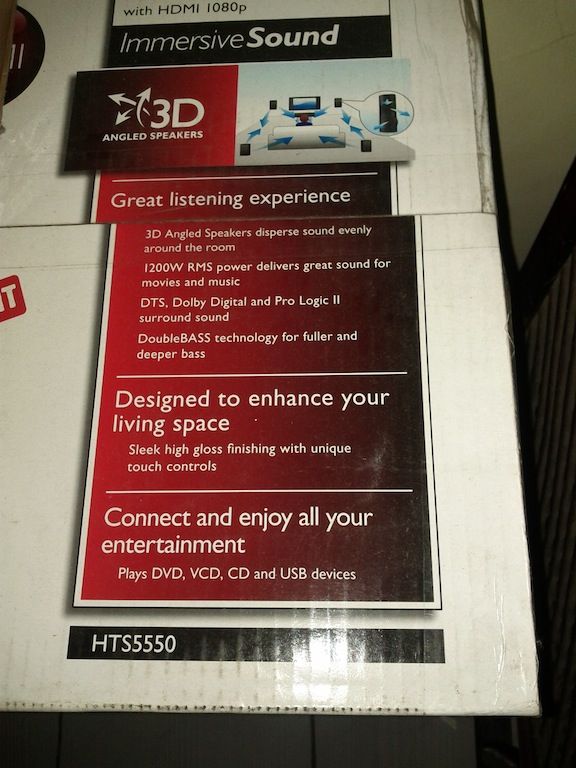 with HDMI 1080p
ImmersiveSound
3D
ANGLED SPEAKERS
Great listening experience
3D Angled Speakers disperse sound evenly
around the room
1200W RMS power delivers great sound for
movies and music
DTS, Dolby Digital and Pro Logic II
surround sound
DoubleBASS technology for fuller and
deeper bass
Designed to enhance your
living space
Sleek high gloss finishing with unique
touch controls
Connect and enjoy all your
entertainment
Plays DVD, VCD, CD and USB devices
HTS5550